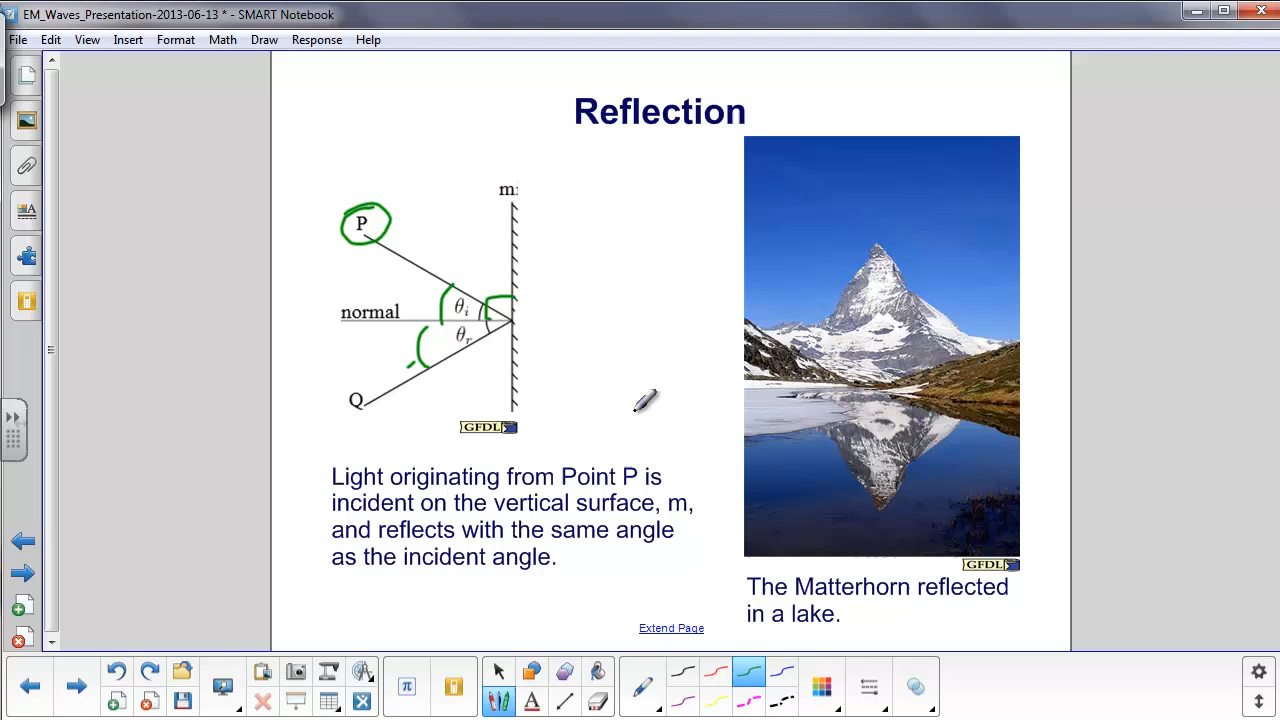 EM_Waves_Presentation-2013-06-13 * - SMART Notebook
File Edit View Insert Format Math Draw Response Help
Reflection
m
P
normal
θi
θr
Q
GFDL
Light originating from Point P is
incident on the vertical surface, m,
and reflects with the same angle
as the incident angle.
GFDL
The Matterhorn reflected
in a lake.
Extend Page
π
A